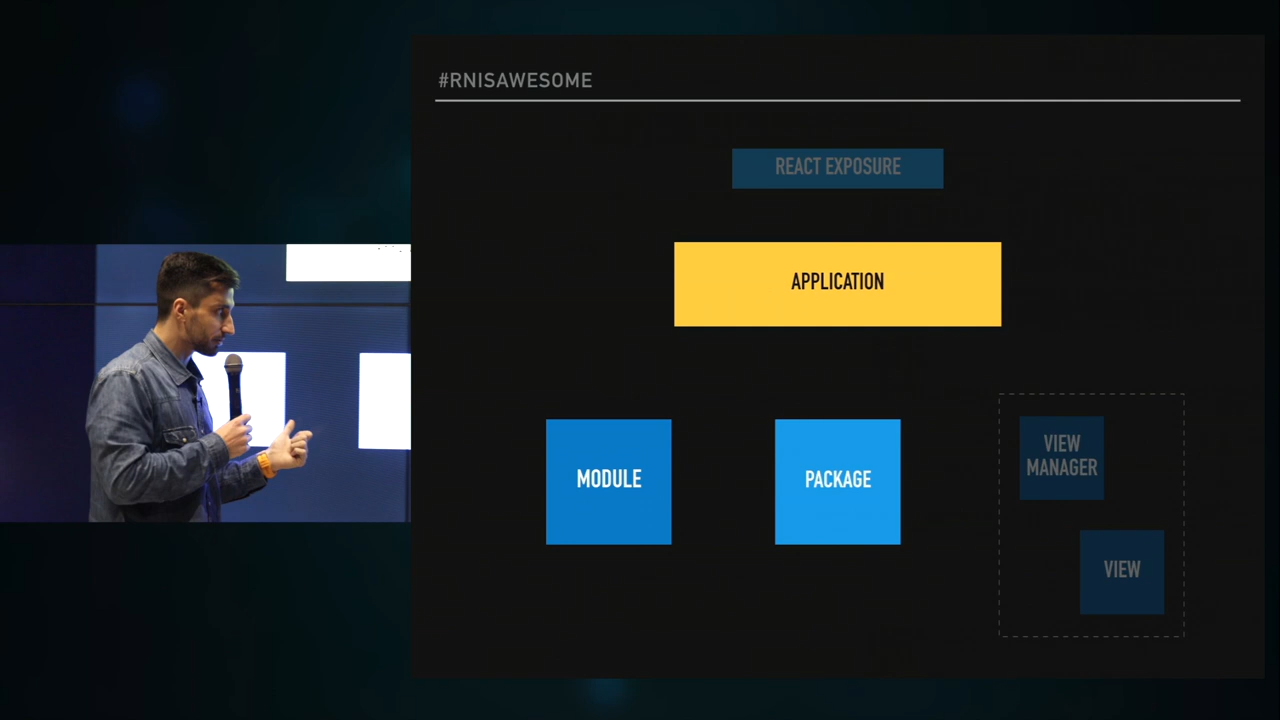 #RNISAWESOME
REACT EXPOSURE
APPLICATION
MODULE
PACKAGE
VIEW
MANAGER
VIEW